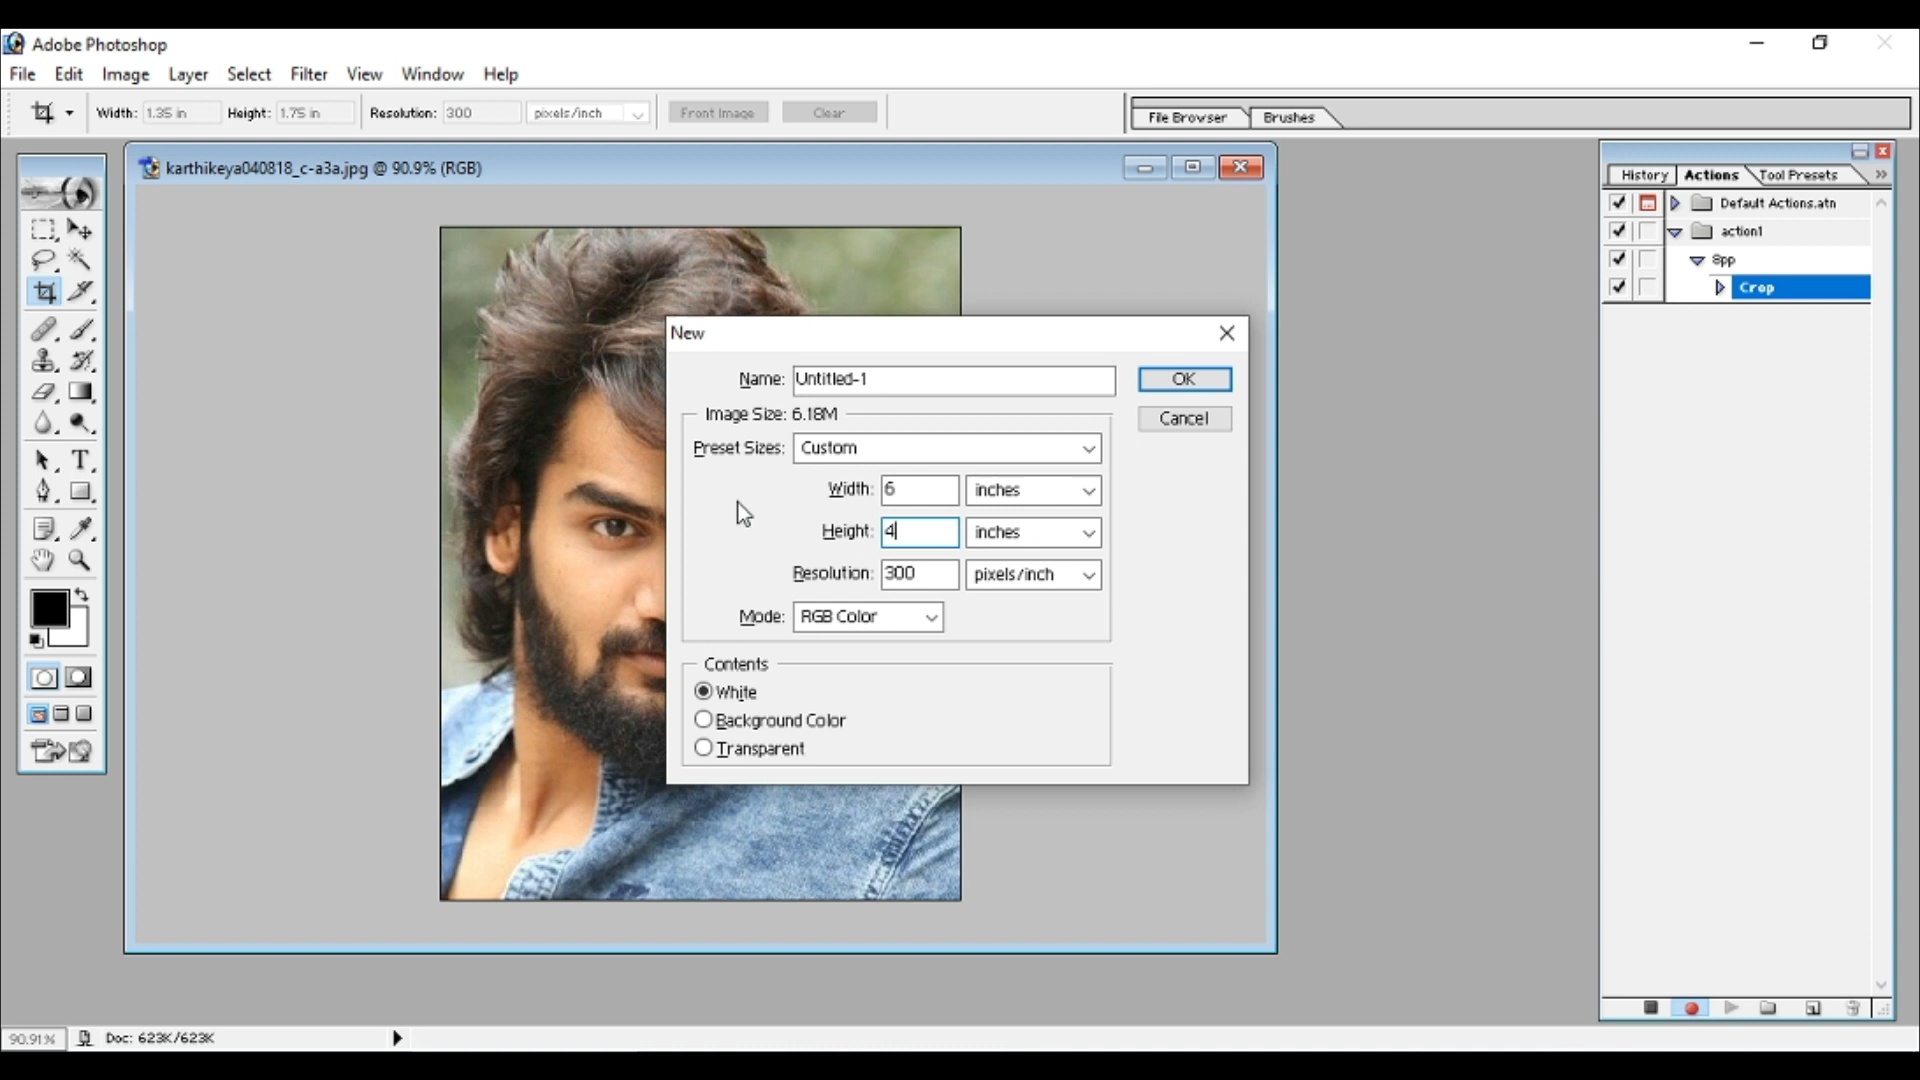 Adobe Photoshop
File Edit Image Layer Select Filter View Window Help
Width: 1.35 in Height: 1.75 in Resolution: 300 pixels/inch Front Image Clear File Browser Brushes
karthikeya040818_c-a3a.jpg @ 90.9% (RGB)
History Actions Tool Presets
Default Actions.atn
action1
8pp
Crop
New
Name: Untitled-1 OK
Image Size: 6.18M
Cancel
Preset Sizes: Custom
Width: 6 inches
Height: 4 inches
Resolution: 300 pixels/inch
Mode: RGB Color
Contents
White
Background Color
Transparent
90.91% Doc: 623K/623K